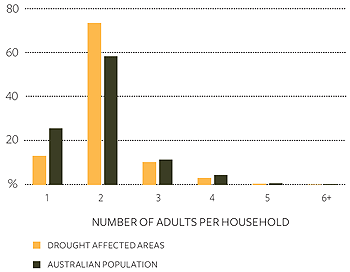 80
60
40
20
%
1 2 3 4 5 6+
NUMBER OF ADULTS PER HOUSEHOLD
DROUGHT AFFECTED AREAS
AUSTRALIAN POPULATION